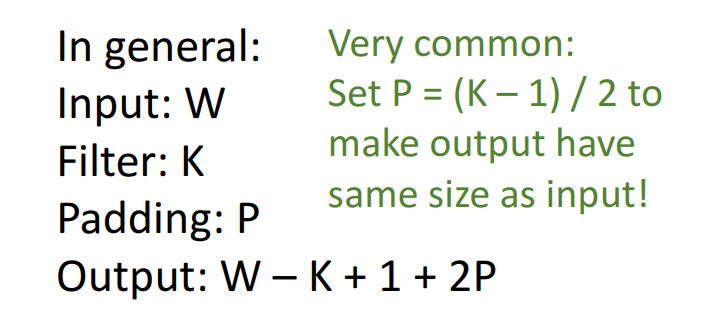 In general:
Input: W
Filter: K
Padding: P
Output: W – K + 1 + 2P
Very common:
Set P = (K – 1) / 2 to
make output have
same size as input!